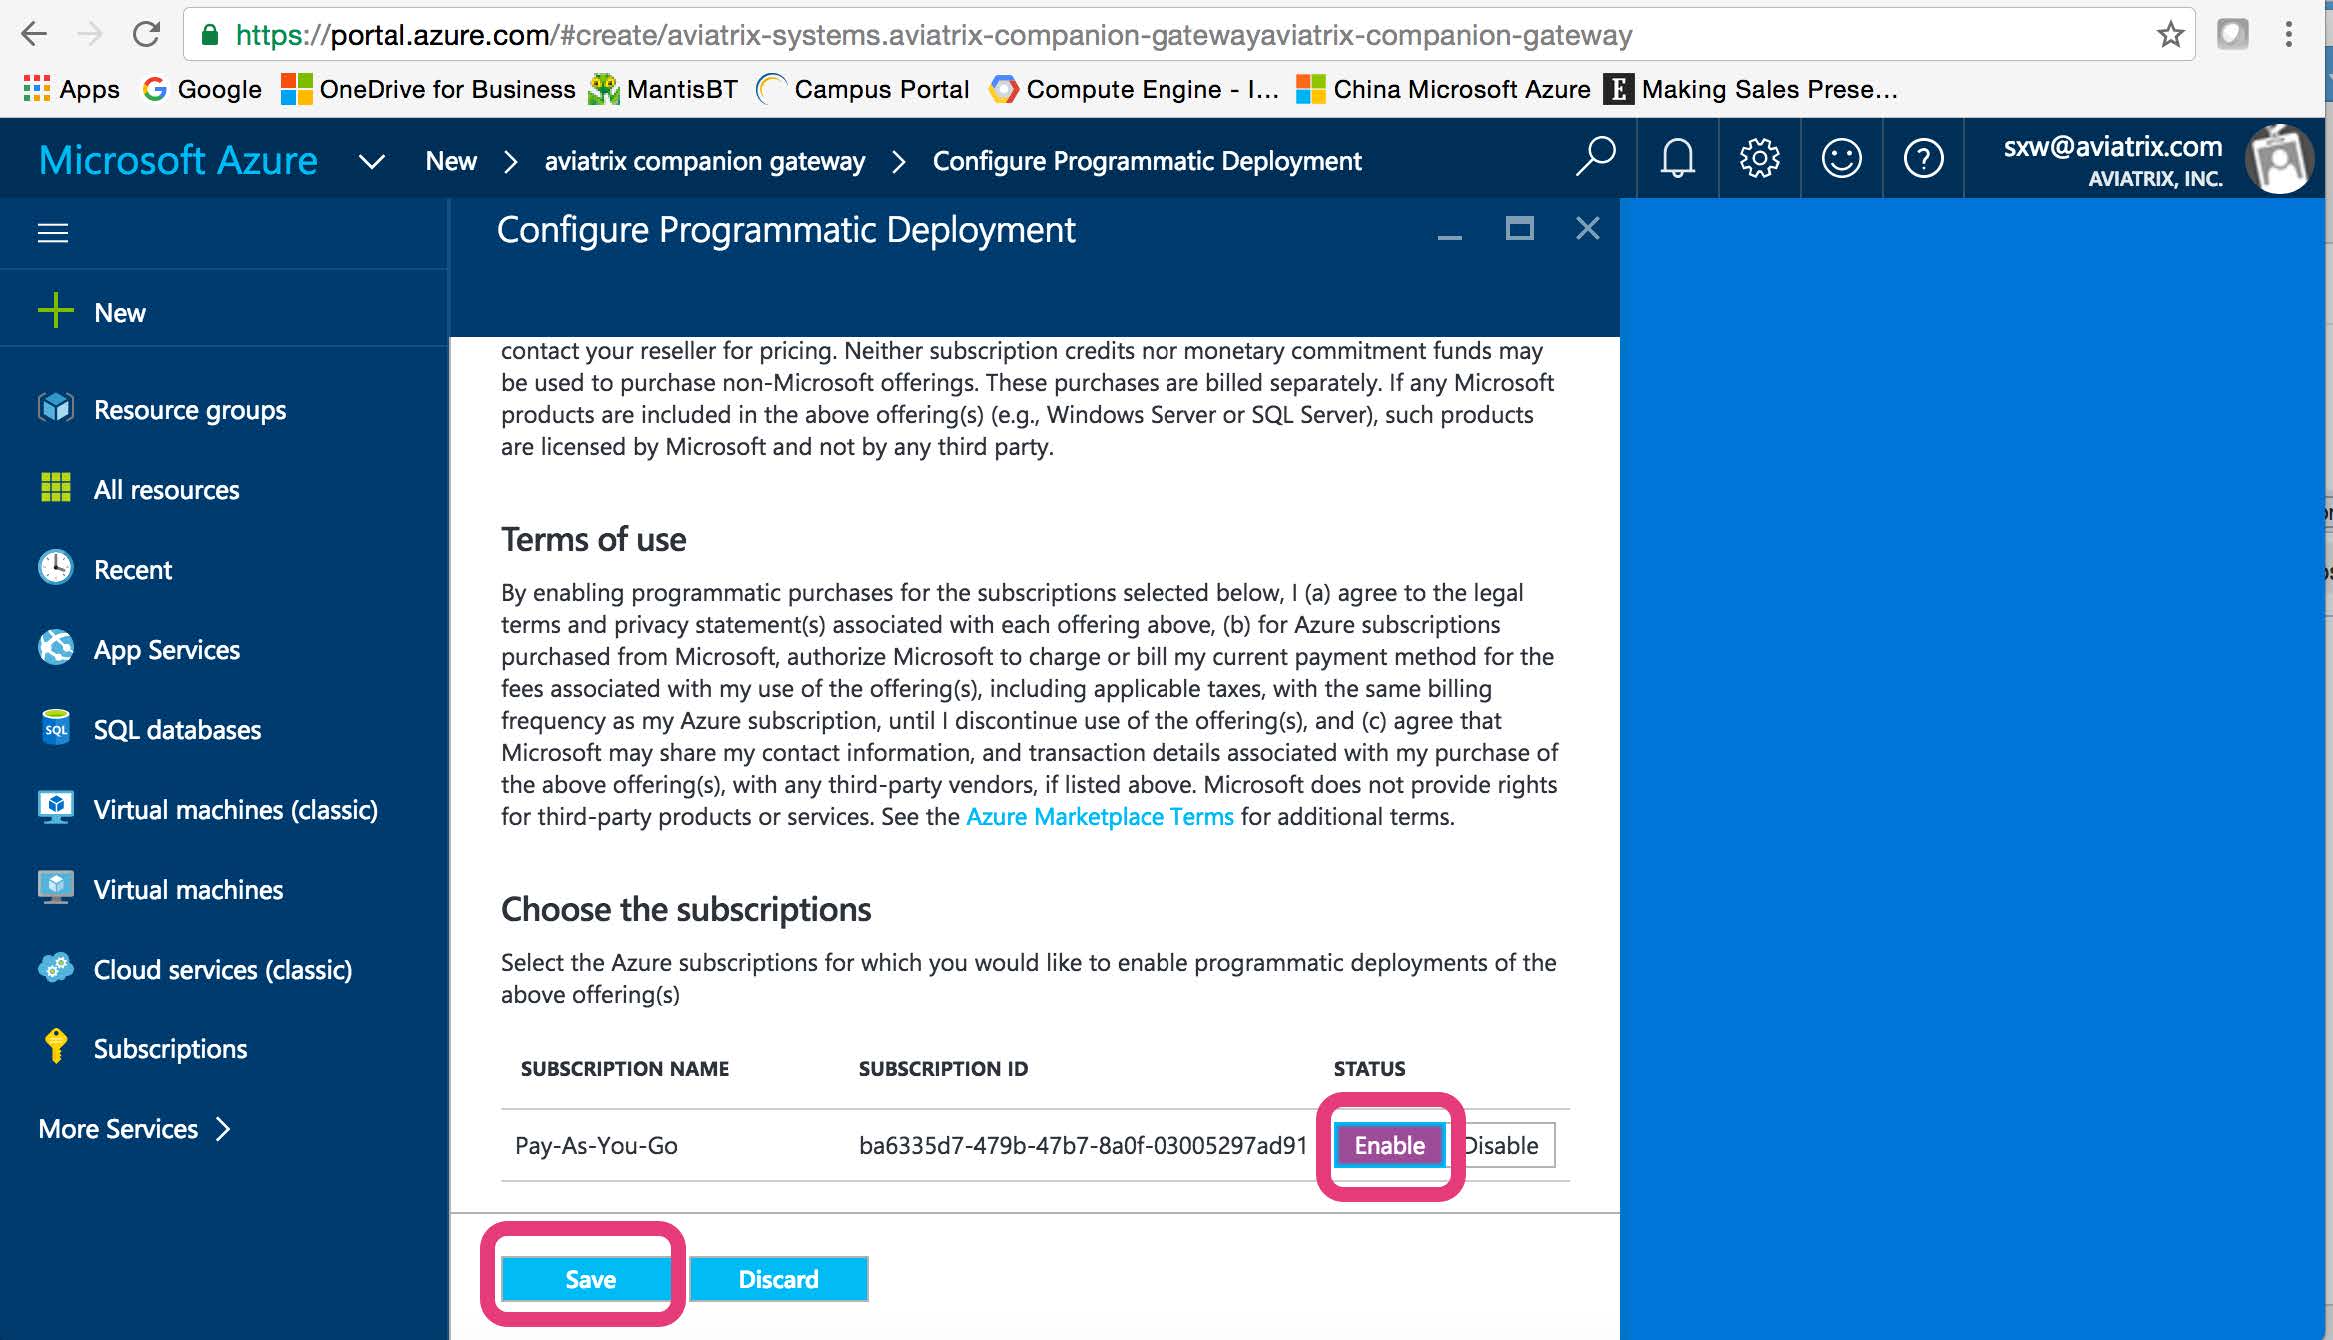 https://portal.azure.com/#create/aviatrix-systems.aviatrix-companion-gatewayaviatrix-companion-gateway
Apps Google OneDrive for Business MantisBT Campus Portal Compute Engine - I... China Microsoft Azure E Making Sales Prese...
Microsoft Azure New > aviatrix companion gateway > Configure Programmatic Deployment
sxw@aviatrix.com
AVIATRIX, INC.
New
Resource groups
All resources
Recent
App Services
SQL
SQL databases
Virtual machines (classic)
Virtual machines
Cloud services (classic)
Subscriptions
More Services >
Configure Programmatic Deployment
contact your reseller for pricing. Neither subscription credits nor monetary commitment funds may
be used to purchase non-Microsoft offerings. These purchases are billed separately. If any Microsoft
products are included in the above offering(s) (e.g., Windows Server or SQL Server), such products
are licensed by Microsoft and not by any third party.
Terms of use
By enabling programmatic purchases for the subscriptions selected below, I (a) agree to the legal
terms and privacy statement(s) associated with each offering above, (b) for Azure subscriptions
purchased from Microsoft, authorize Microsoft to charge or bill my current payment method for the
fees associated with my use of the offering(s), including applicable taxes, with the same billing
frequency as my Azure subscription, until I discontinue use of the offering(s), and (c) agree that
Microsoft may share my contact information, and transaction details associated with my purchase of
the above offering(s), with any third-party vendors, if listed above. Microsoft does not provide rights
for third-party products or services. See the Azure Marketplace Terms for additional terms.
Choose the subscriptions
Select the Azure subscriptions for which you would like to enable programmatic deployments of the
above offering(s)
SUBSCRIPTION NAME SUBSCRIPTION ID STATUS
Pay-As-You-Go ba6335d7-479b-47b7-8a0f-03005297ad91 Enable Disable
Save Discard